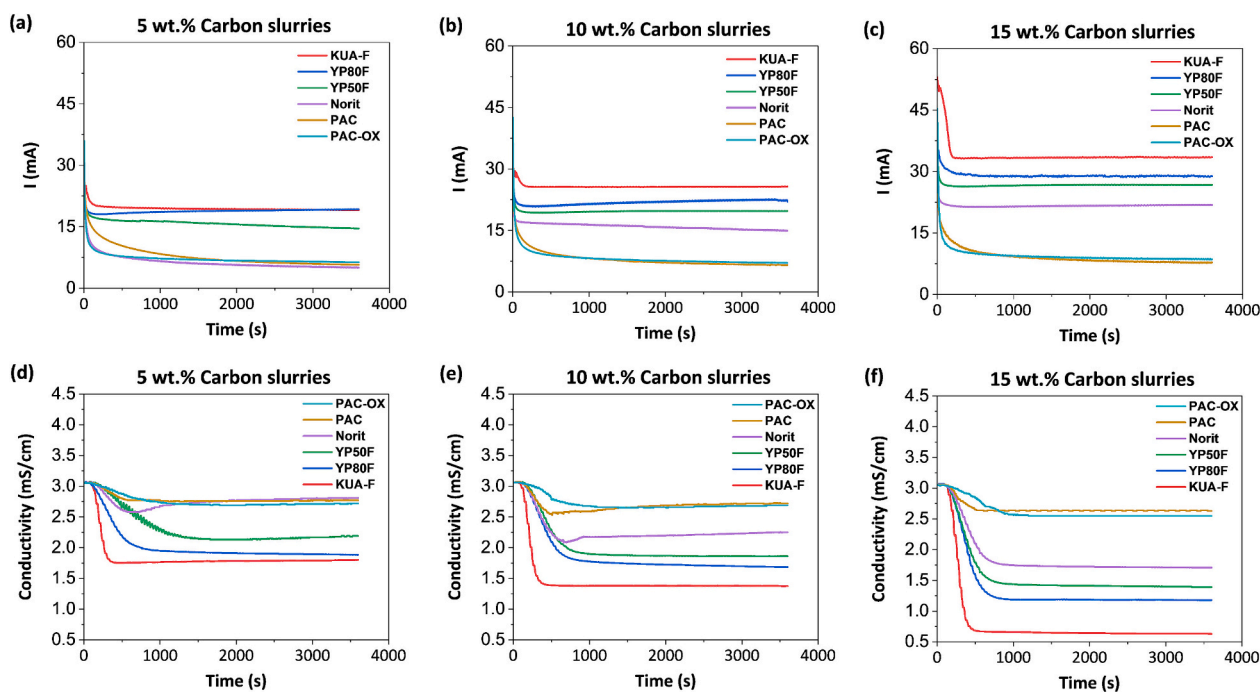 (a)
5 wt.% Carbon slurries
60
45
30
15
0
I (mA)
KUA-F
YP80F
YP50F
Norit
PAC
PAC-OX
0
1000
2000
3000
4000
Time (s)
(b)
10 wt.% Carbon slurries
60
45
30
15
0
I (mA)
KUA-F
YP80F
YP50F
Norit
PAC
PAC-OX
0
1000
2000
3000
4000
Time (s)
(c)
15 wt.% Carbon slurries
60
45
30
15
0
I (mA)
KUA-F
YP80F
YP50F
Norit
PAC
PAC-OX
0
1000
2000
3000
4000
Time (s)
(d)
5 wt.% Carbon slurries
4.5
4.0
3.5
3.0
2.5
2.0
1.5
1.0
0.5
Conductivity (mS/cm)
PAC-OX
PAC
Norit
YP50F
YP80F
KUA-F
0
1000
2000
3000
4000
Time (s)
(e)
10 wt.% Carbon slurries
4.5
4.0
3.5
3.0
2.5
2.0
1.5
1.0
0.5
Conductivity (mS/cm)
PAC-OX
PAC
Norit
YP50F
YP80F
KUA-F
0
1000
2000
3000
4000
Time (s)
(f)
15 wt.% Carbon slurries
4.5
4.0
3.5
3.0
2.5
2.0
1.5
1.0
0.5
Conductivity (mS/cm)
PAC-OX
PAC
Norit
YP50F
YP80F
KUA-F
0
1000
2000
3000
4000
Time (s)